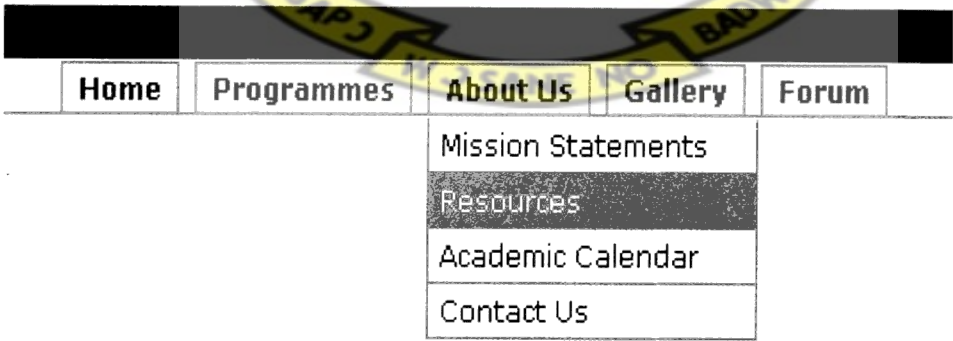 Home Programmes About Us Gallery Forum
Mission Statements
Resources
Academic Calendar
Contact Us